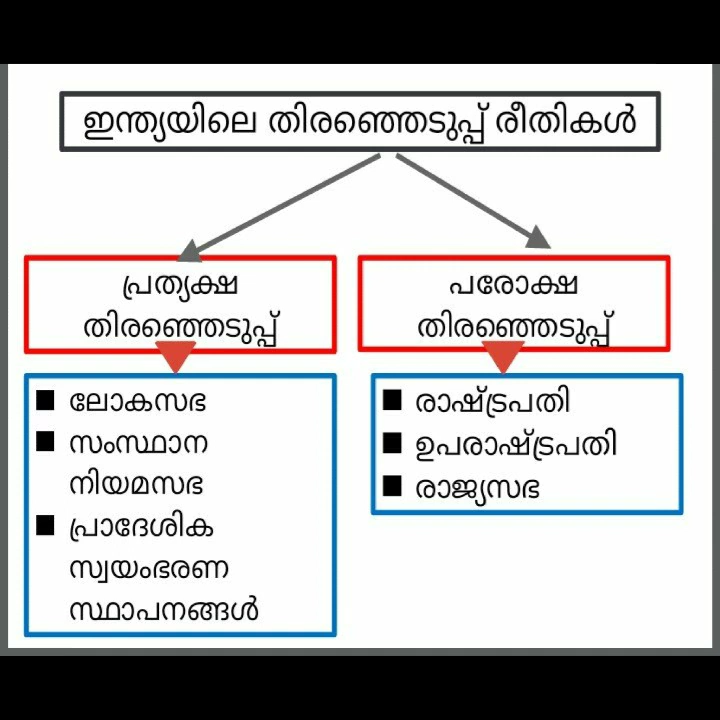 ഇന്ത്യയിലെ തിരഞ്ഞെടുപ്പ് രീതികൾ
പ്രത്യക്ഷ
തിരഞ്ഞെടുപ്പ്
പരോക്ഷ
തിരഞ്ഞെടുപ്പ്
ലോകസഭ
സംസ്ഥാന
നിയമസഭ
പ്രാദേശിക
സ്വയംഭരണ
സ്ഥാപനങ്ങൾ
രാഷ്ട്രപതി
ഉപരാഷ്ട്രപതി
രാജ്യസഭ